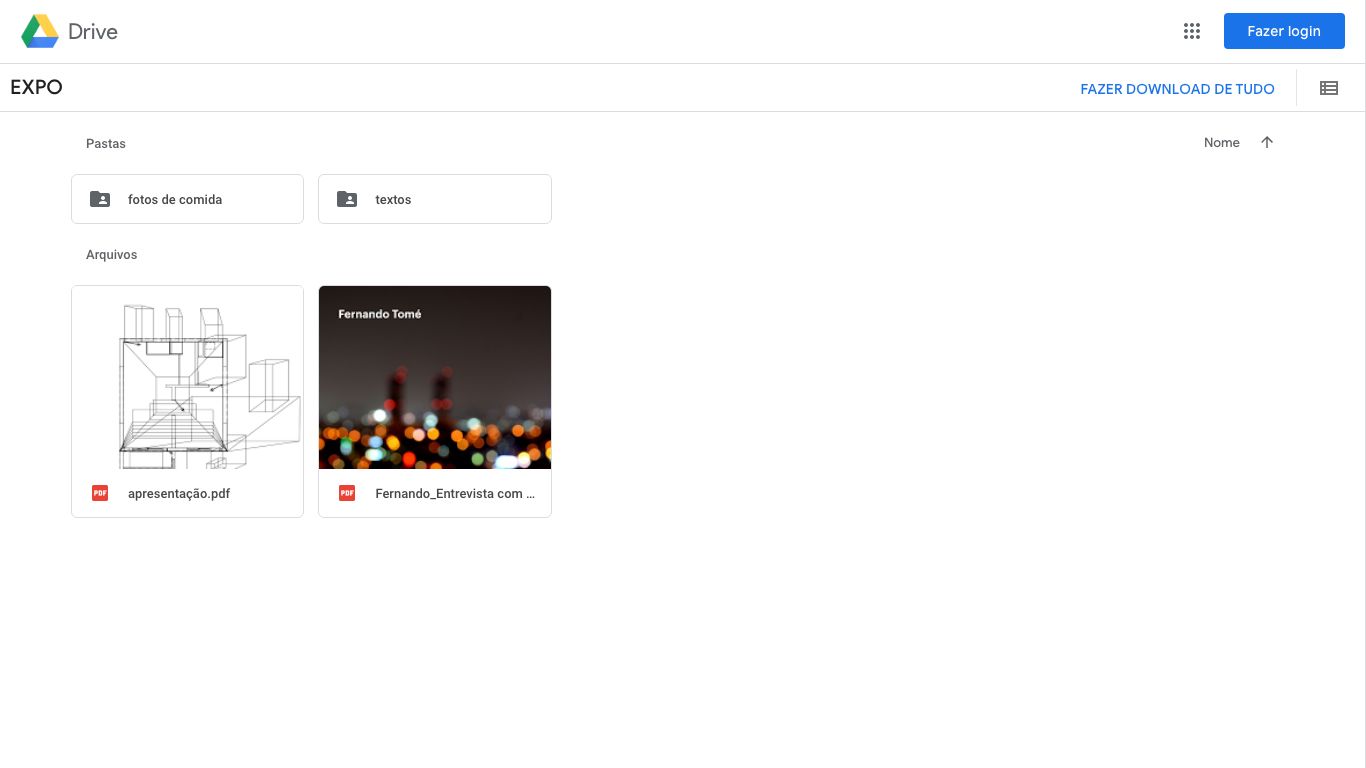 Drive
Fazer login
EXPO
FAZER DOWNLOAD DE TUDO
Pastas
Nome
fotos de comida
textos
Arquivos
Fernando Tomé
PDF
apresentação.pdf
PDF
Fernando_Entrevista com ...